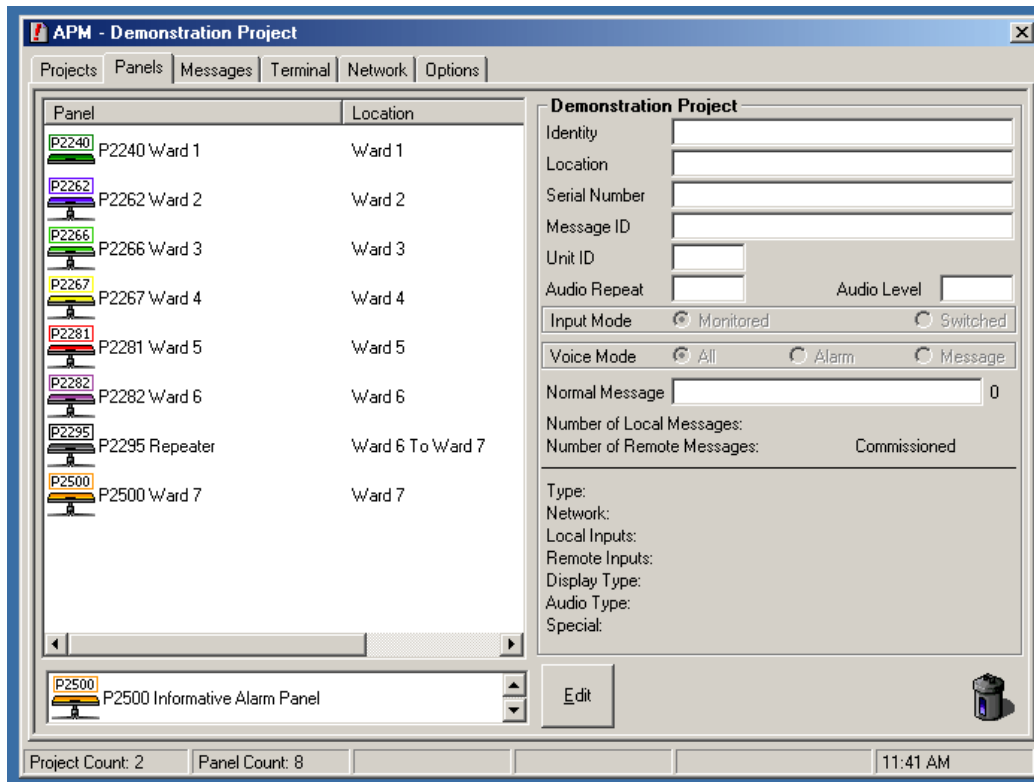 APM - Demonstration Project
Projects Panels Messages Terminal Network Options
Panel Location
P2240 P2240 Ward 1 Ward 1
P2262 P2262 Ward 2 Ward 2
P2266 P2266 Ward 3 Ward 3
P2267 P2267 Ward 4 Ward 4
P2281 P2281 Ward 5 Ward 5
P2282 P2282 Ward 6 Ward 6
P2295 P2295 Repeater Ward 6 To Ward 7
P2500 P2500 Ward 7 Ward 7
P2500 P2500 Informative Alarm Panel
Demonstration Project
Identity
Location
Serial Number
Message ID
Unit ID
Audio Repeat Audio Level
Input Mode Monitored Switched
Voice Mode All Alarm Message
Normal Message 0
Number of Local Messages:
Number of Remote Messages: Commissioned
Type:
Network:
Local Inputs:
Remote Inputs:
Display Type:
Audio Type:
Special:
Edit
Project Count: 2 Panel Count: 8 11:41 AM